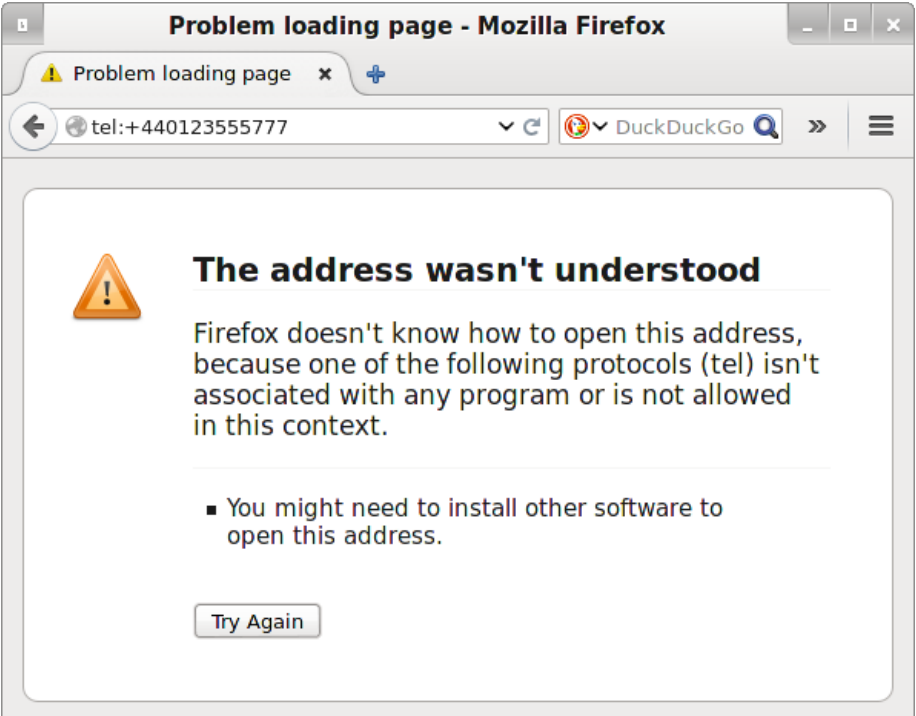 Problem loading page - Mozilla Firefox
Problem loading page
tel:+440123555777 DuckDuckGo
The address wasn't understood
Firefox doesn't know how to open this address,
because one of the following protocols (tel) isn't
associated with any program or is not allowed
in this context.
You might need to install other software to
open this address.
Try Again